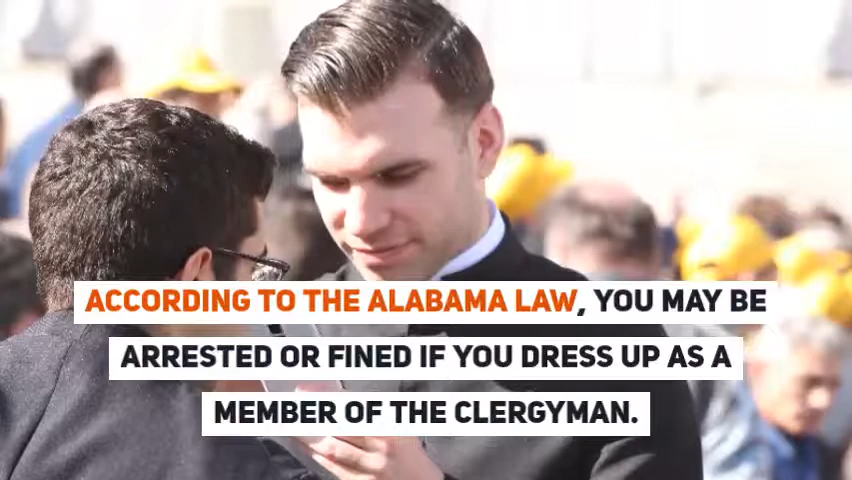 ACCORDING TO THE ALABAMA LAW, YOU MAY BE
ARRESTED OR FINED IF YOU DRESS UP AS A
MEMBER OF THE CLERGYMAN.